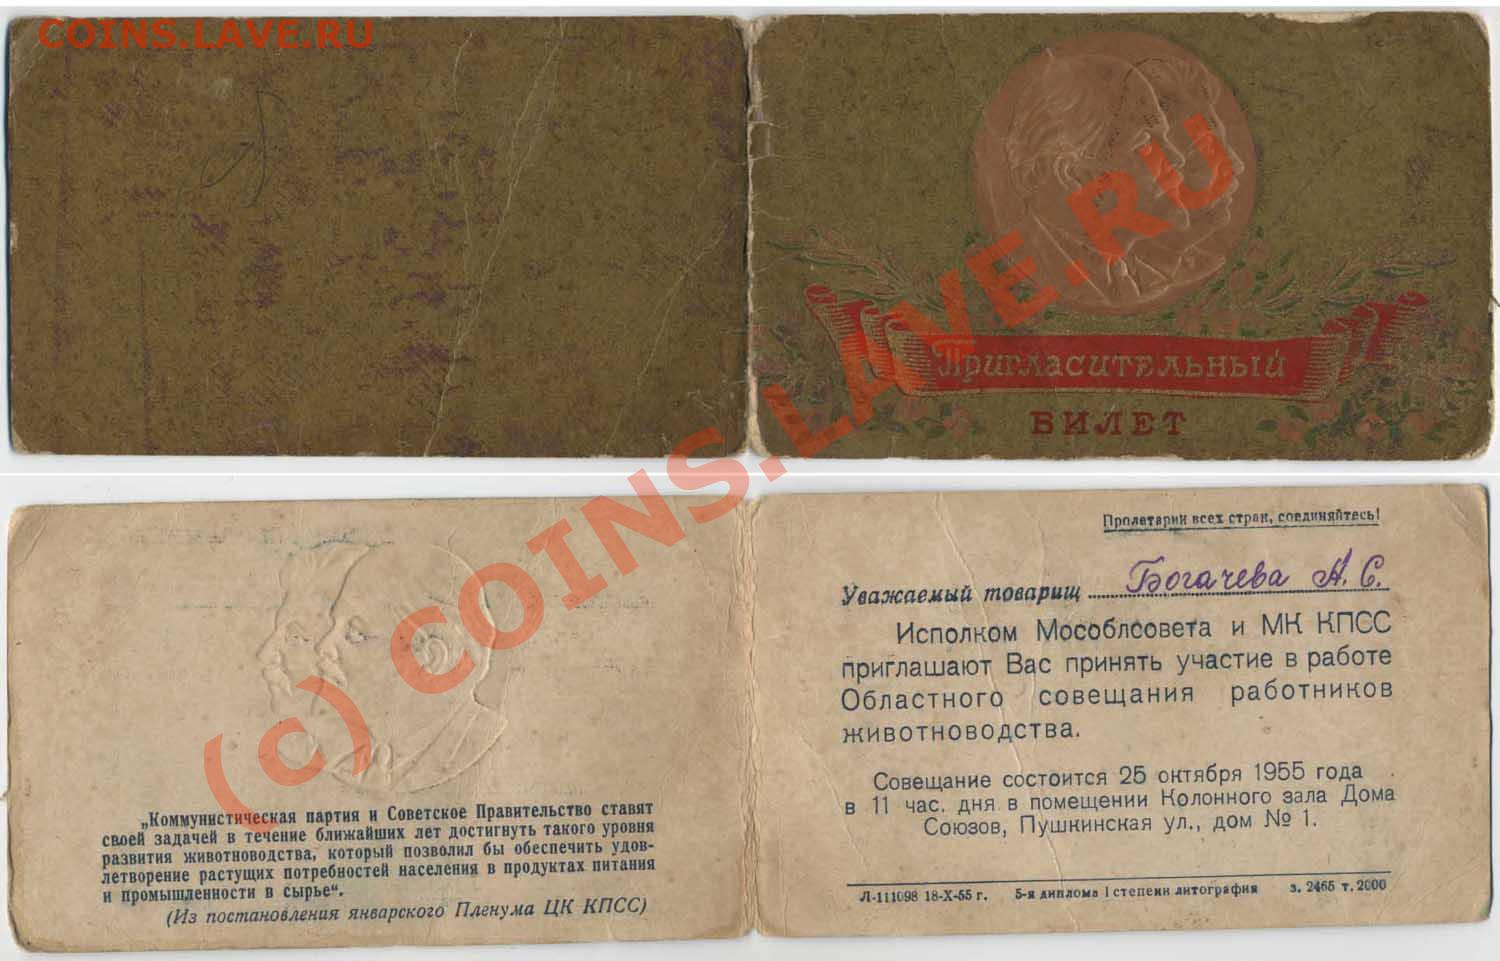 COINS.LAVE.RU
Пригласительный
БИЛЕТ
(c) COINS.LAVE.RU
„Коммунистическая партия и Советское Правительство ставят
своей задачей в течение ближайших лет достигнуть такого уровня
развития животноводства, который позволил бы обеспечить удов-
летворение растущих потребностей населения в продуктах питания
и промышленности в сырье“.
(Из постановления январского Пленума ЦК КПСС)
Пролетарии всех стран, соединяйтесь!
Уважаемый товарищ Богачева А. С.
Исполком Мособлсовета и МК КПСС
приглашают Вас принять участие в работе
Областного совещания работников
животноводства.
Совещание состоится 25 октября 1955 года
в 11 час. дня в помещении Колонного зала Дома
Союзов, Пушкинская ул., дом № 1.
Л-111098 18-X-55 г. 5-я диплома I степени литография з. 2465 т. 2000